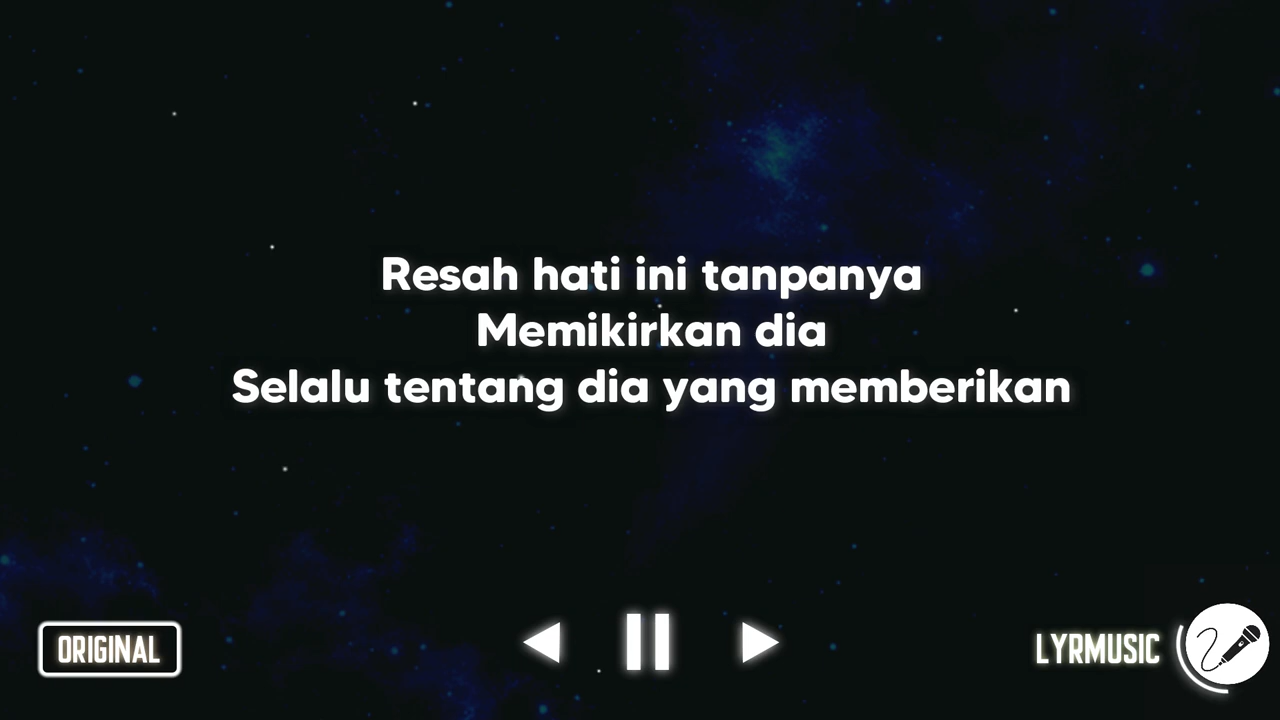 Resah hati ini tanpanya
Memikirkan dia
Selalu tentang dia yang memberikan
ORIGINAL
LYRMUSIC